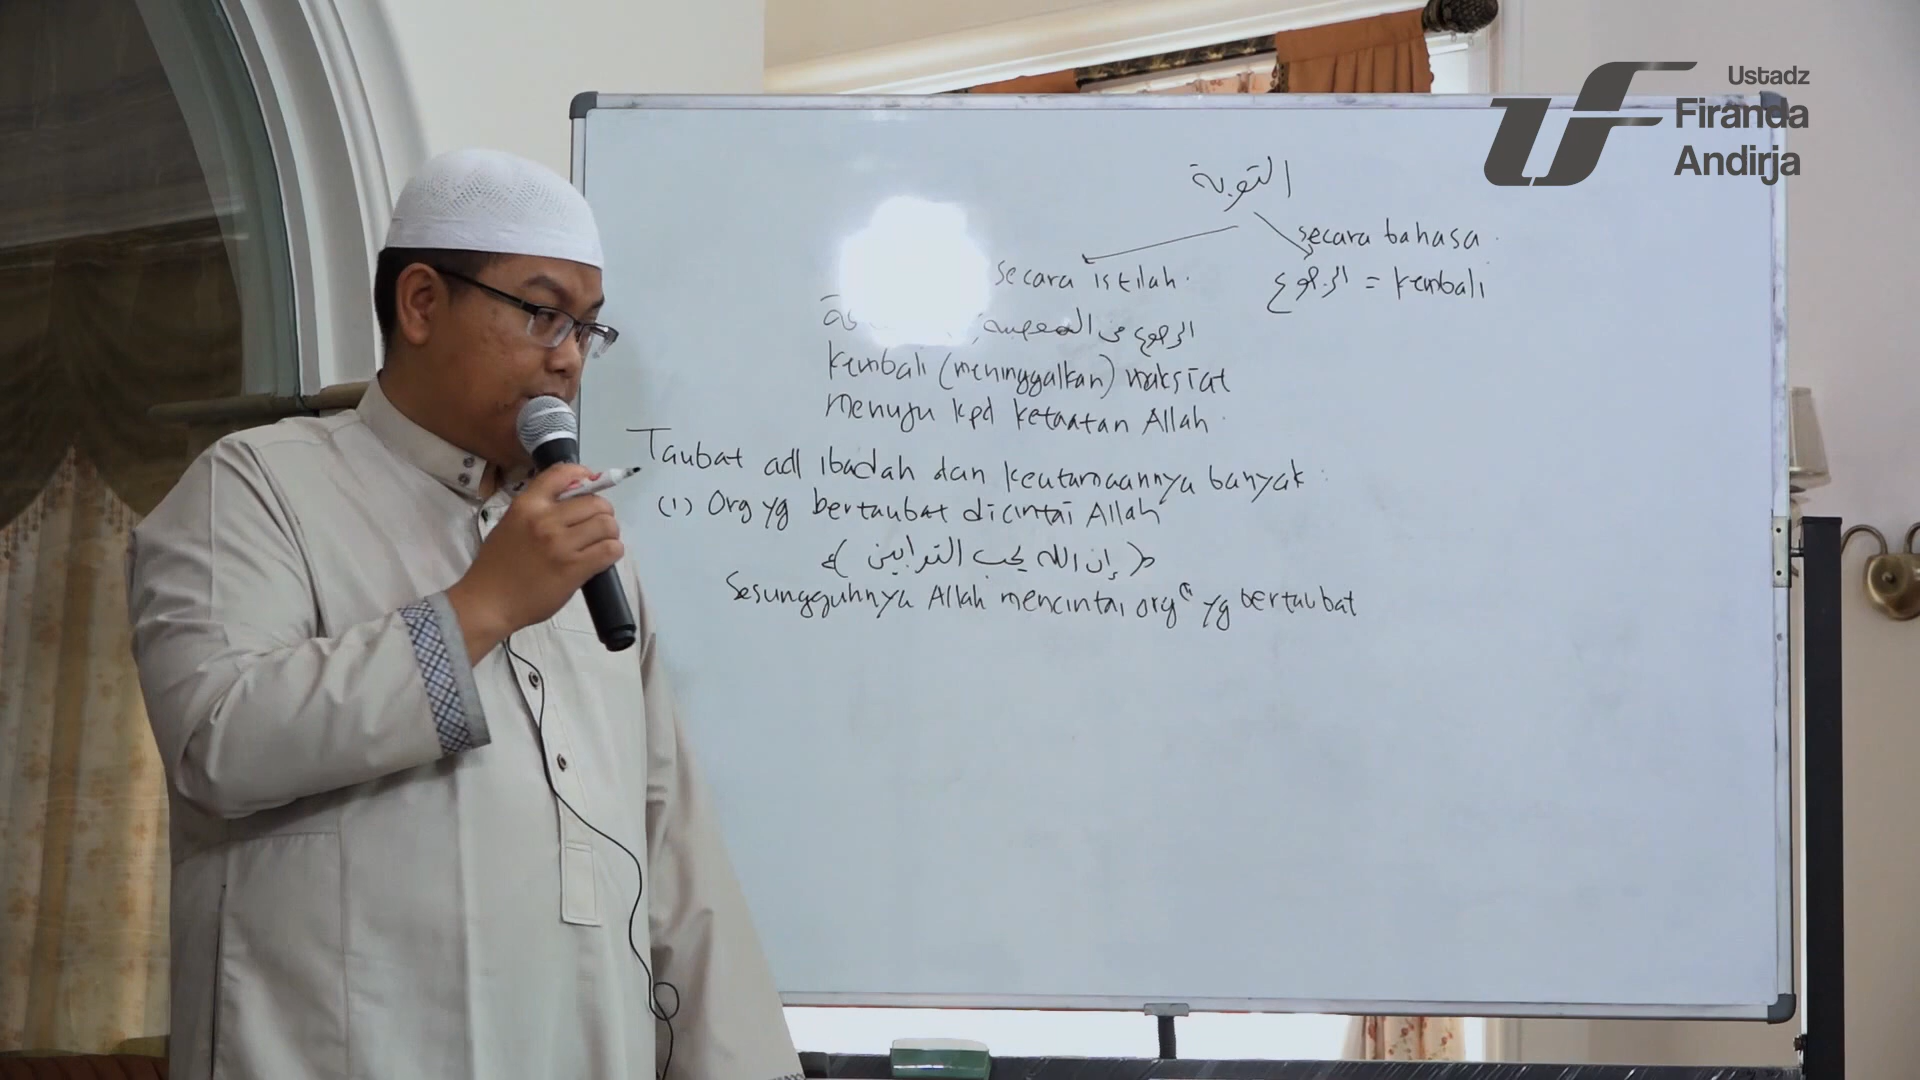 Ustadz
Firanda
Andirja
التوبة
secara bahasa
الرجوع = kembali
secara istilah.
الرجوع من المعصية
kembali (meninggalkan) maksiat
menuju kpd ketaatan Allah.
Taubat adl ibadah dan keutamaannya banyak :
(1) Org yg bertaubat dicintai Allah
﴿ إن الله يحب التوابين ﴾
Sesungguhnya Allah mencintai org² yg bertaubat